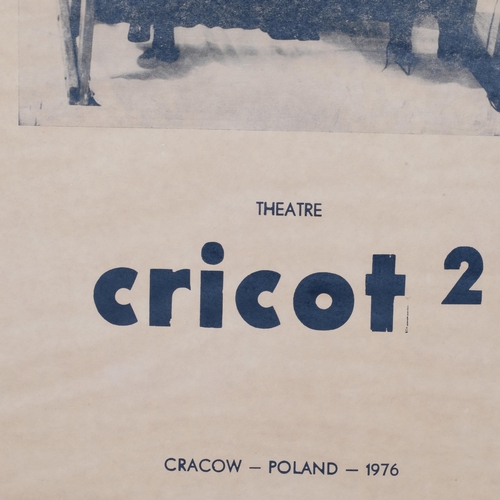 THEATRE
cricot 2
CRACOW — POLAND — 1976